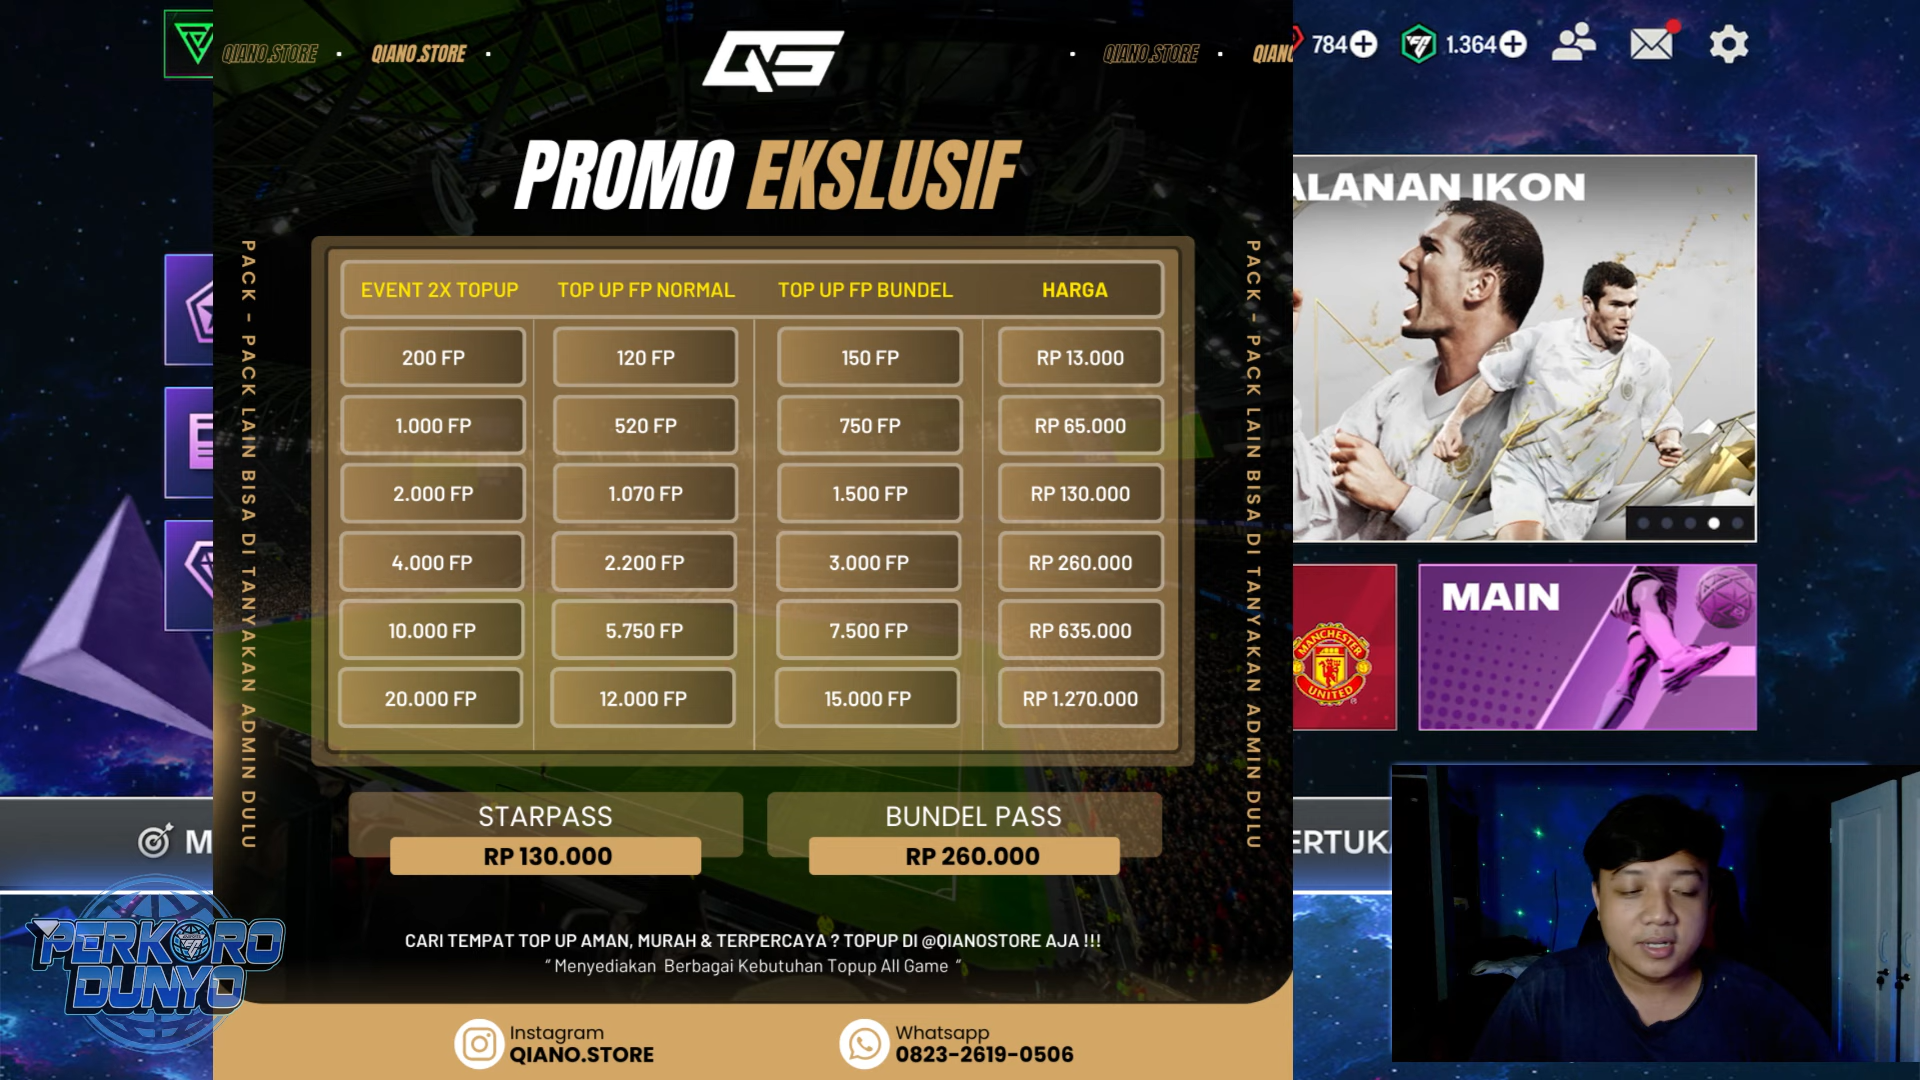 QIANO.STORE • QIANO.STORE •
QS
• QIANO.STORE • QIANO
784
1.364
PROMO EKSLUSIF
PACK - PACK LAIN BISA DI TANYAKAN ADMIN DULU
PACK - PACK LAIN BISA DI TANYAKAN ADMIN DULU
EVENT 2X TOPUP TOP UP FP NORMAL TOP UP FP BUNDEL HARGA
200 FP 120 FP 150 FP RP 13.000
1.000 FP 520 FP 750 FP RP 65.000
2.000 FP 1.070 FP 1.500 FP RP 130.000
4.000 FP 2.200 FP 3.000 FP RP 260.000
10.000 FP 5.750 FP 7.500 FP RP 635.000
20.000 FP 12.000 FP 15.000 FP RP 1.270.000
STARPASS
RP 130.000
BUNDEL PASS
RP 260.000
CARI TEMPAT TOP UP AMAN, MURAH & TERPERCAYA ? TOPUP DI @QIANOSTORE AJA !!!
“ Menyediakan Berbagai Kebutuhan Topup All Game “
Instagram
QIANO.STORE
Whatsapp
0823-2619-0506
ALANAN IKON
MANCHESTER
UNITED
MAIN
M
ERTUKA
PERKORO
DUNYO